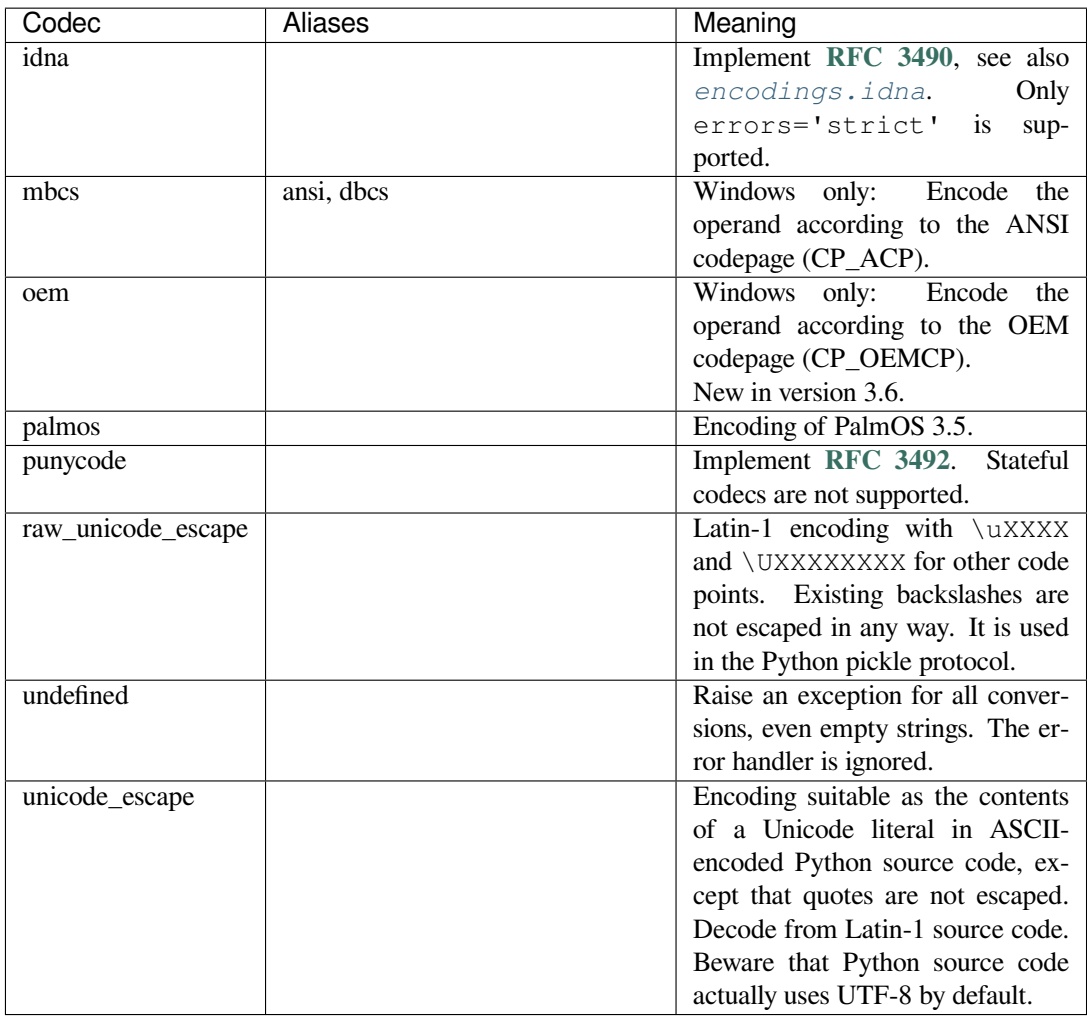 Codec Aliases Meaning
idna Implement RFC 3490, see also
encodings.idna. Only
errors='strict' is sup-
ported.
mbcs ansi, dbcs Windows only: Encode the
operand according to the ANSI
codepage (CP_ACP).
oem Windows only: Encode the
operand according to the OEM
codepage (CP_OEMCP).
New in version 3.6.
palmos Encoding of PalmOS 3.5.
punycode Implement RFC 3492. Stateful
codecs are not supported.
raw_unicode_escape Latin-1 encoding with \uXXXX
and \UXXXXXXXX for other code
points. Existing backslashes are
not escaped in any way. It is used
in the Python pickle protocol.
undefined Raise an exception for all conver-
sions, even empty strings. The er-
ror handler is ignored.
unicode_escape Encoding suitable as the contents
of a Unicode literal in ASCII-
encoded Python source code, ex-
cept that quotes are not escaped.
Decode from Latin-1 source code.
Beware that Python source code
actually uses UTF-8 by default.